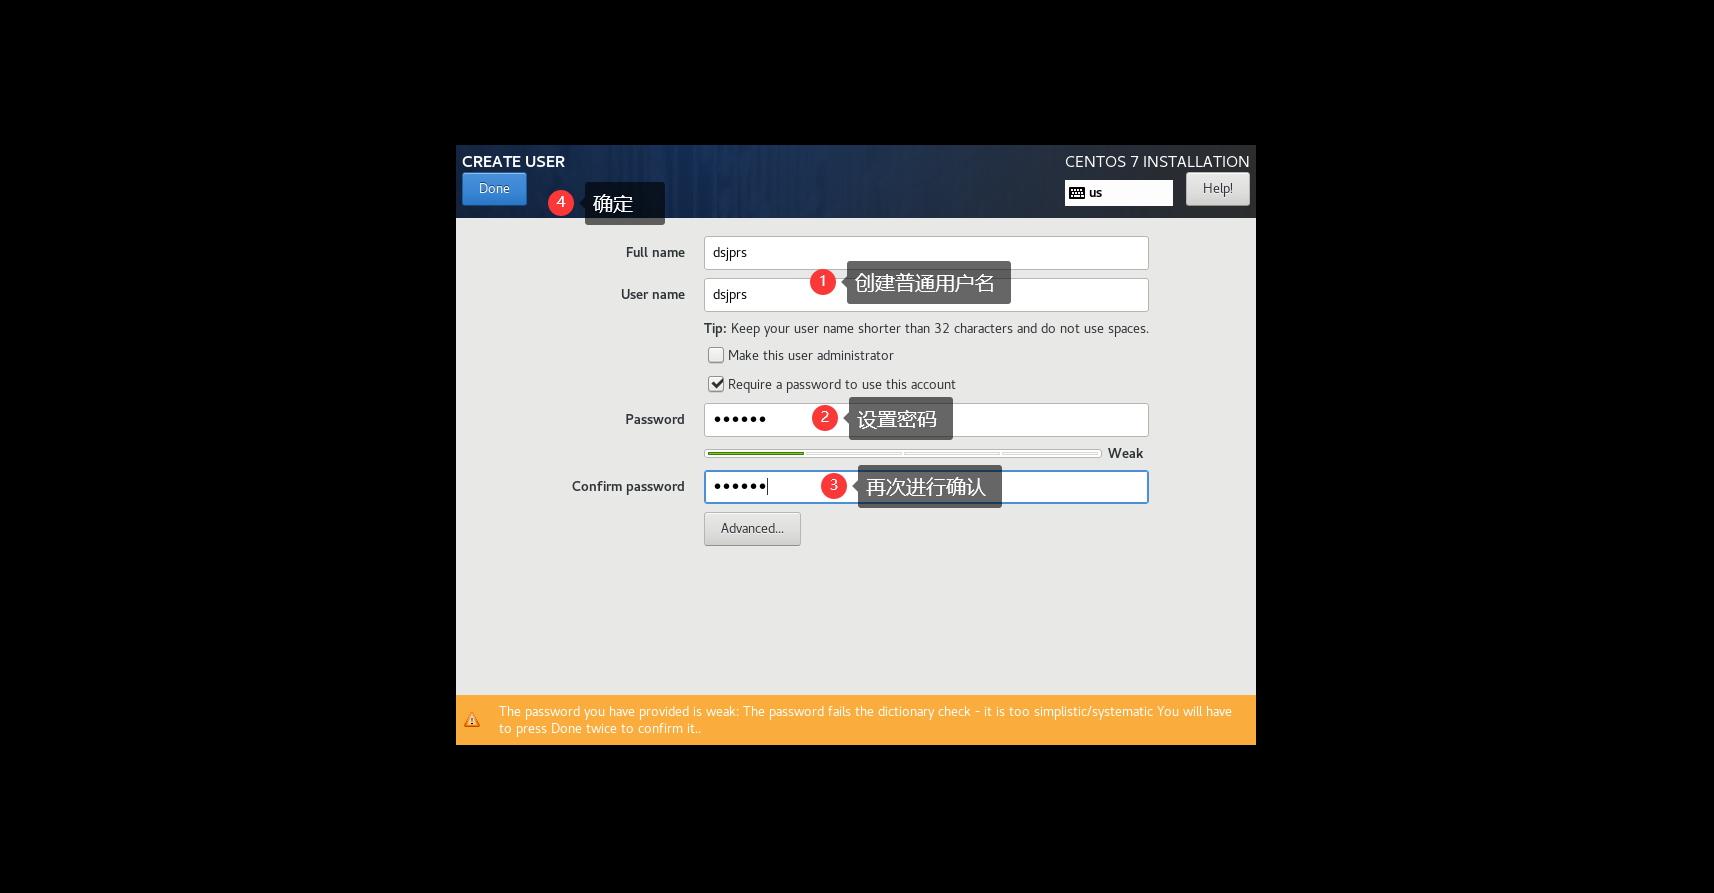 CREATE USER
CENTOS 7 INSTALLATION
Done
4
确定
us
Help!
Full name
dsjprs
1
创建普通用户名
User name
dsjprs
Tip: Keep your user name shorter than 32 characters and do not use spaces.
Make this user administrator
Require a password to use this account
Password
••••••
2
设置密码
Weak
Confirm password
••••••
3
再次进行确认
Advanced...
The password you have provided is weak: The password fails the dictionary check - it is too simplistic/systematic You will have
to press Done twice to confirm it..